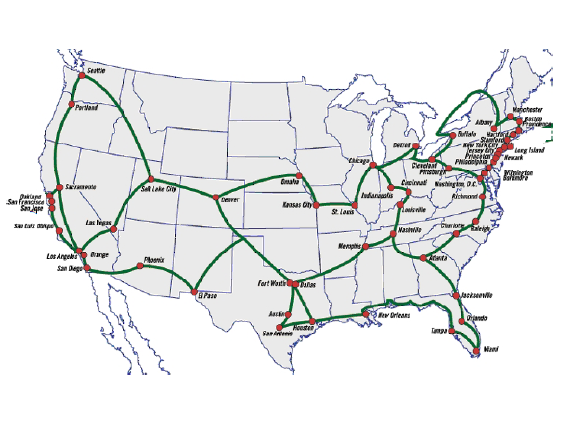 Seattle
Portland
Manchester
Boston
Albany
Providence
Hartford
Stamford
New York City
Long Island
Jersey City
Newark
Princeton
Philadelphia
Buffalo
Detroit
Cleveland
Pittsburgh
Wilmington
Baltimore
Washington, D.C.
Richmond
Chicago
Omaha
Salt Lake City
Denver
Sacramento
Oakland
San Francisco
San Jose
Indianapolis
Cincinnati
Kansas City
St. Louis
Louisville
San Luis Obispo
Las Vegas
Nashville
Charlotte
Raleigh
Memphis
Los Angeles
Orange
Phoenix
San Diego
Atlanta
Fort Worth
Dallas
El Paso
Jacksonville
Austin
New Orleans
Orlando
San Antonio
Houston
Tampa
Miami